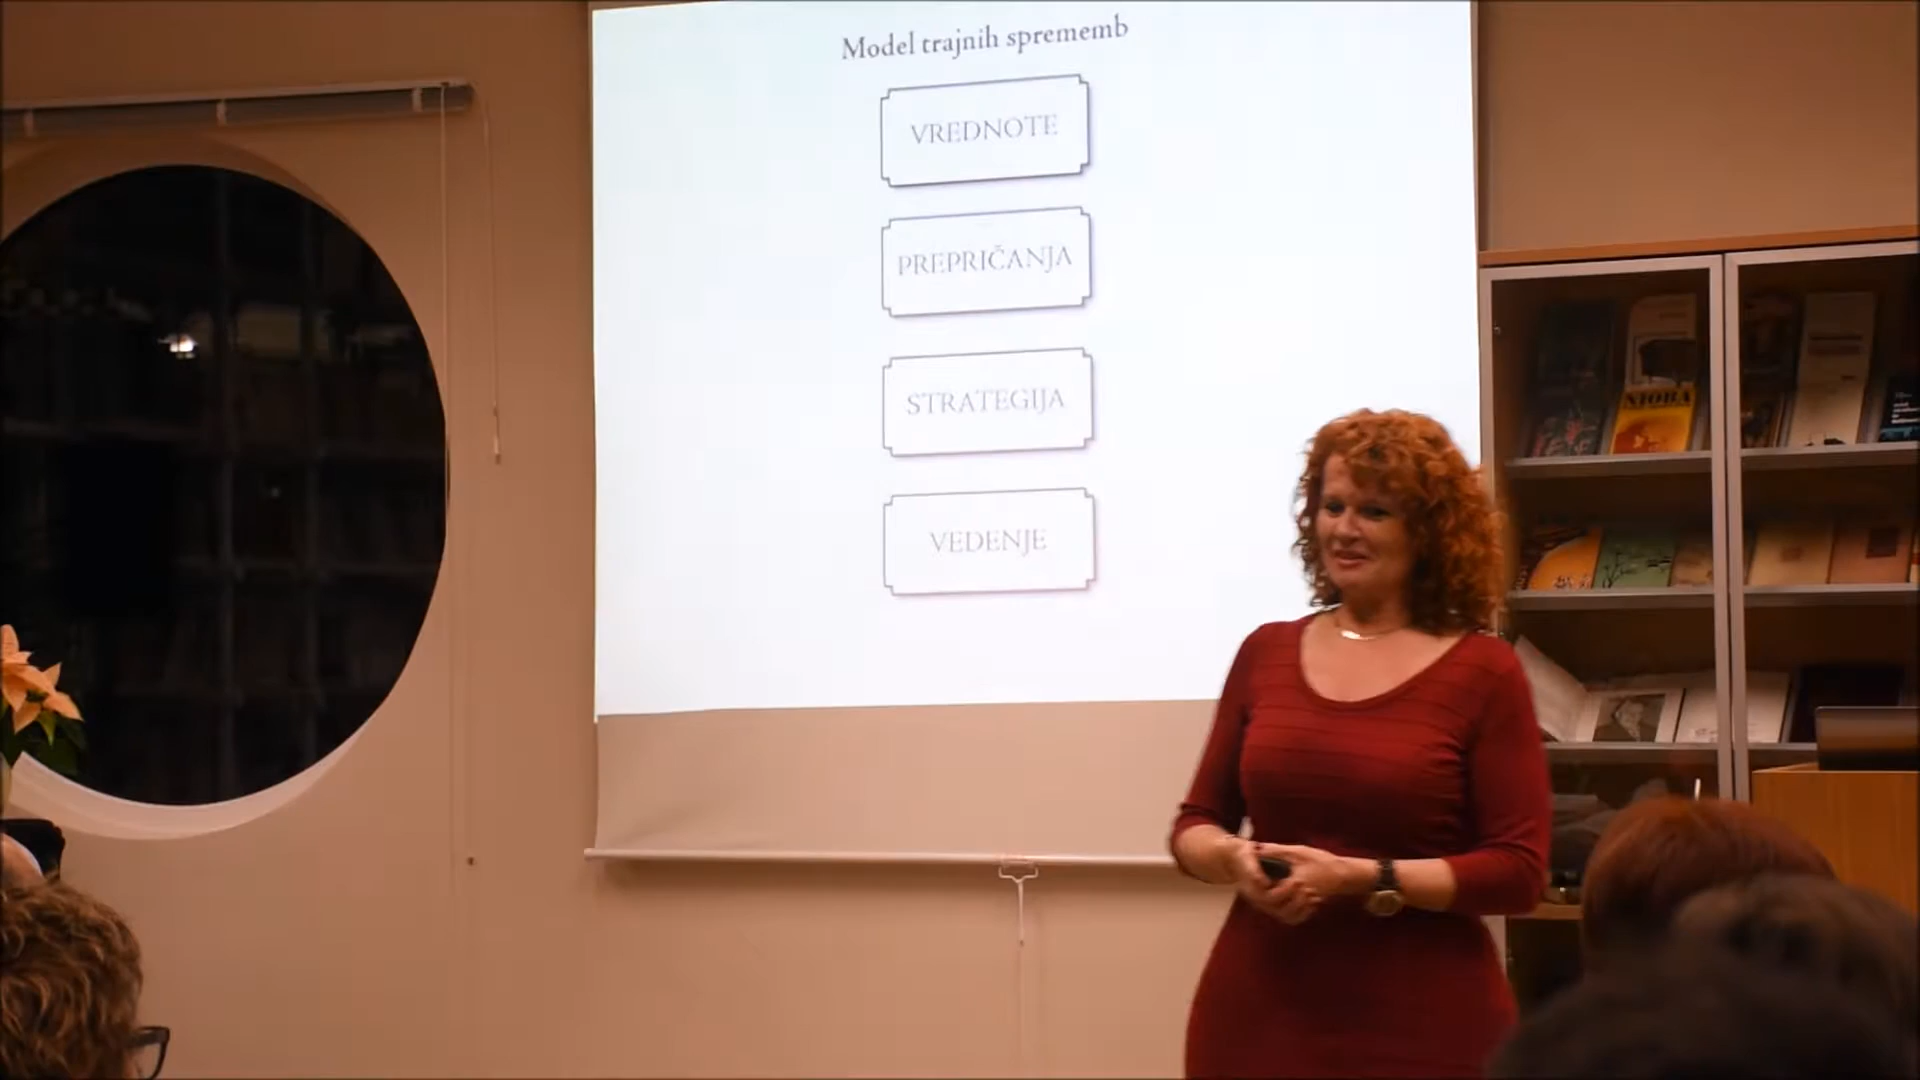 Model trajnih sprememb
VREDNOTE
PREPRIČANJA
STRATEGIJA
VEDENJE
NIOBA